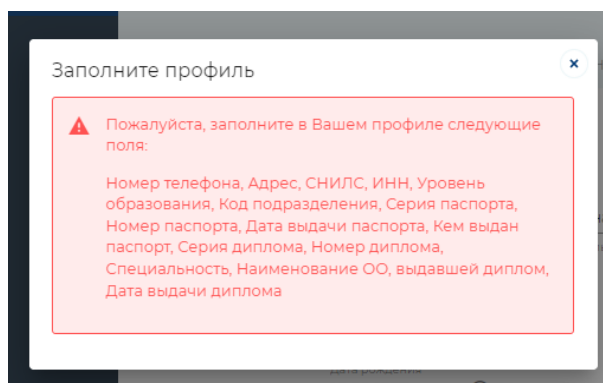 Заполните профиль
Пожалуйста, заполните в Вашем профиле следующие
поля:
Номер телефона, Адрес, СНИЛС, ИНН, Уровень
образования, Код подразделения, Серия паспорта,
Номер паспорта, Дата выдачи паспорта, Кем выдан
паспорт, Серия диплома, Номер диплома,
Специальность, Наименование ОО, выдавшей диплом,
Дата выдачи диплома
Дата рождения